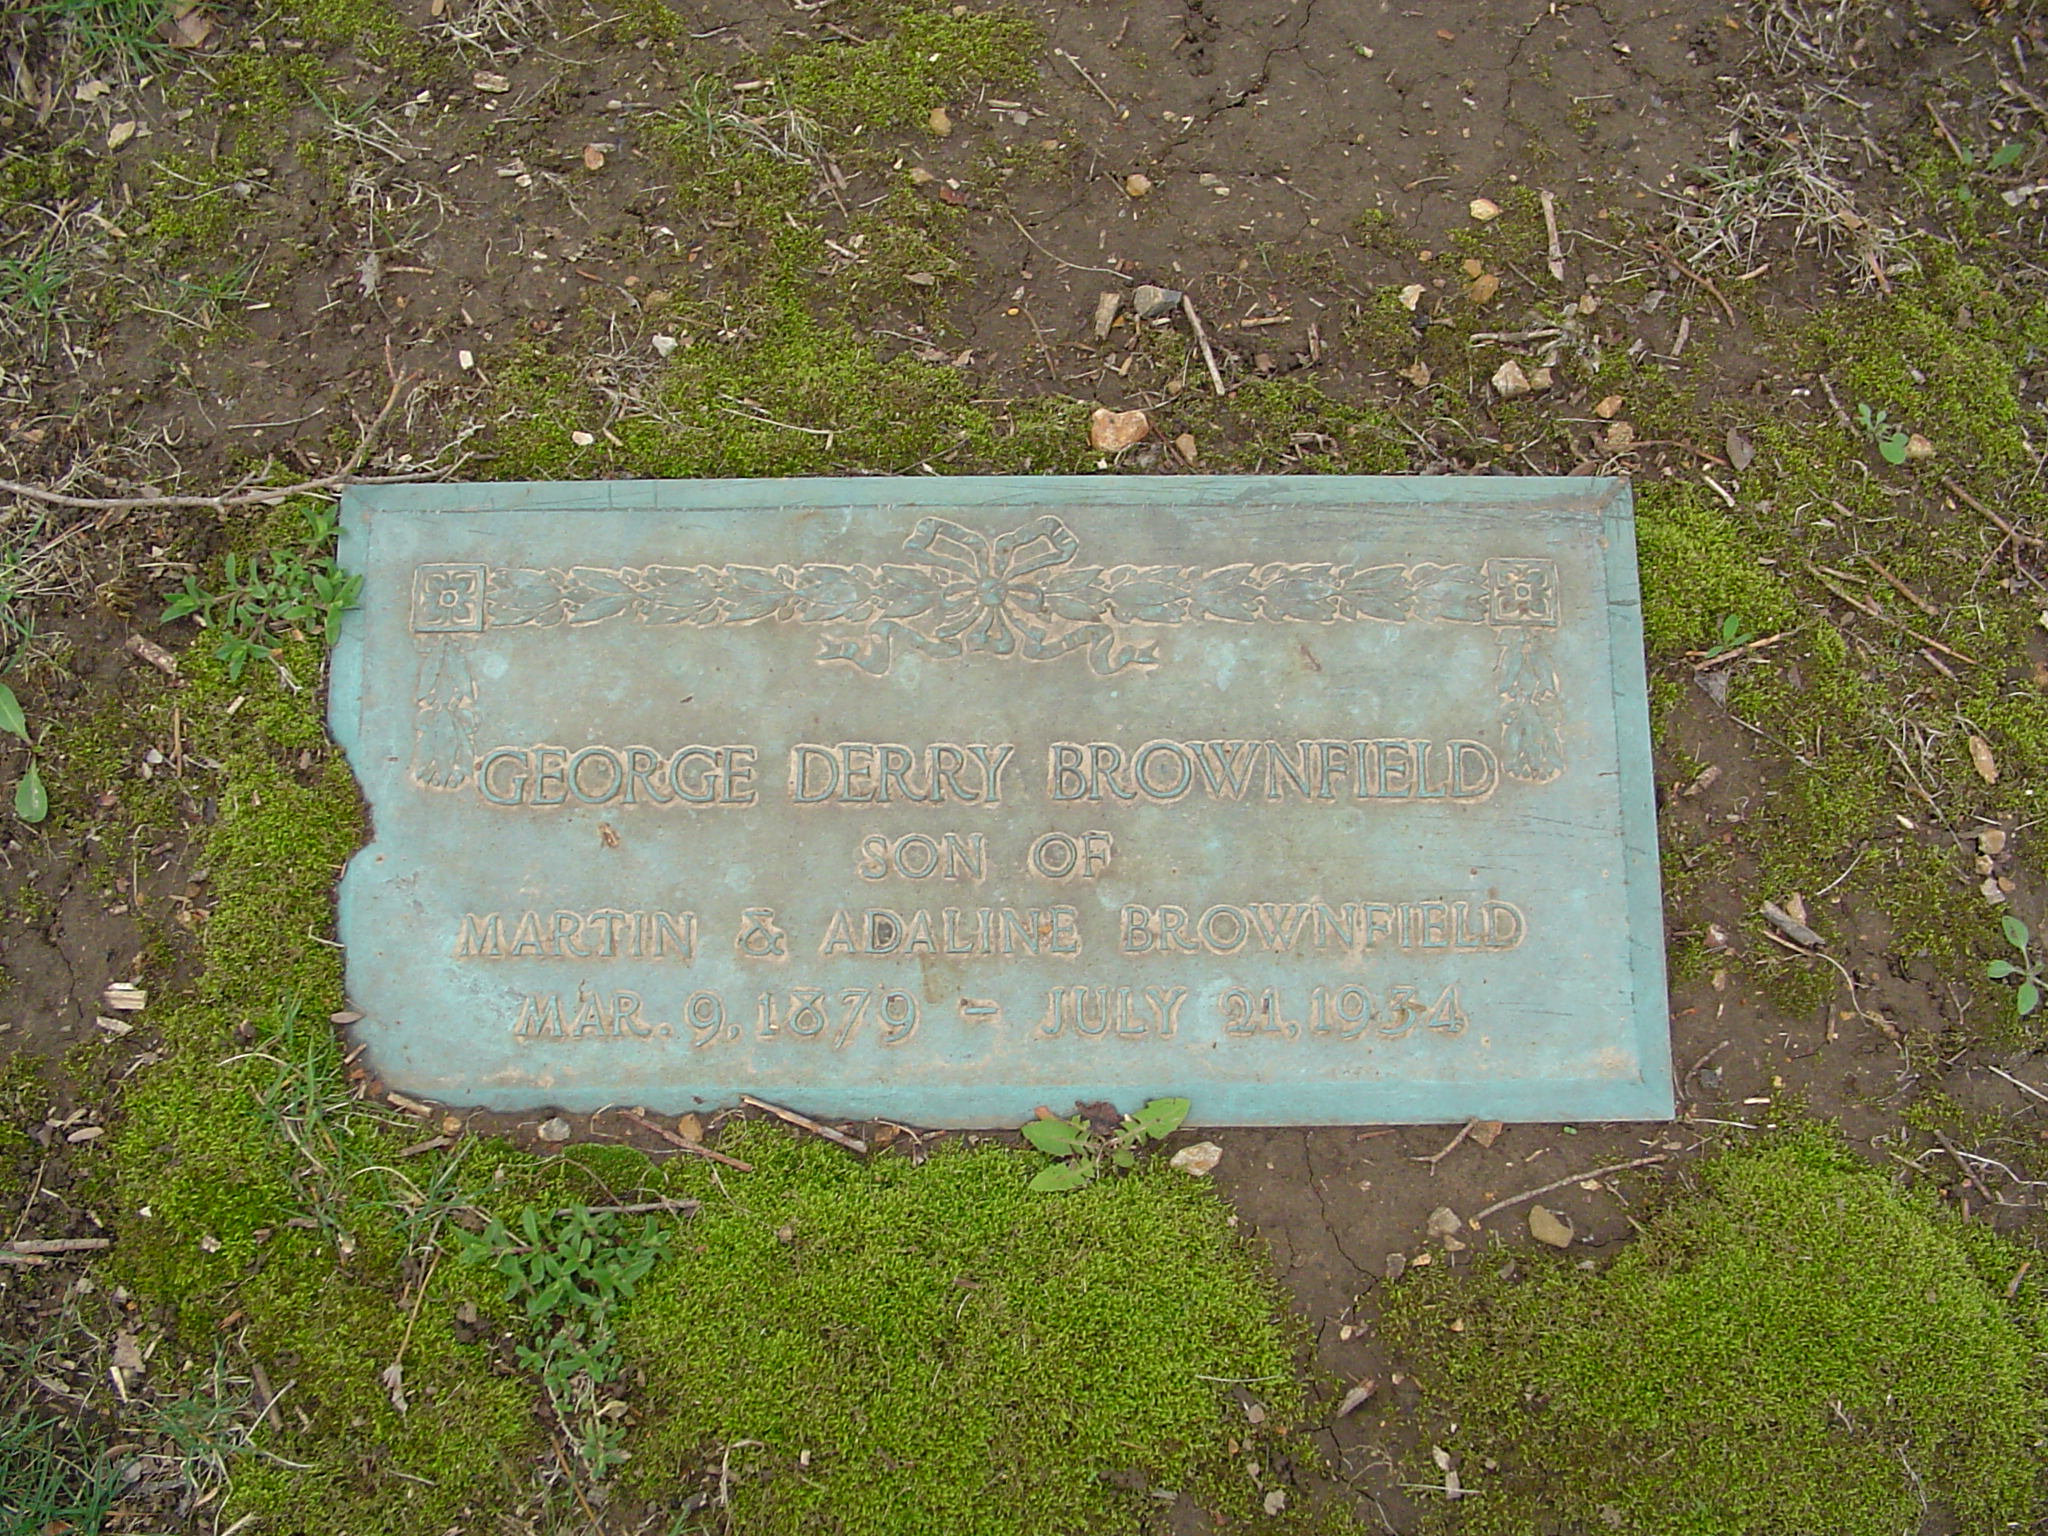 GEORGE DERRY BROWNFIELD
SON OF
MARTIN & ADALINE BROWNFIELD
MAR. 9, 1879 - JULY 21, 1934